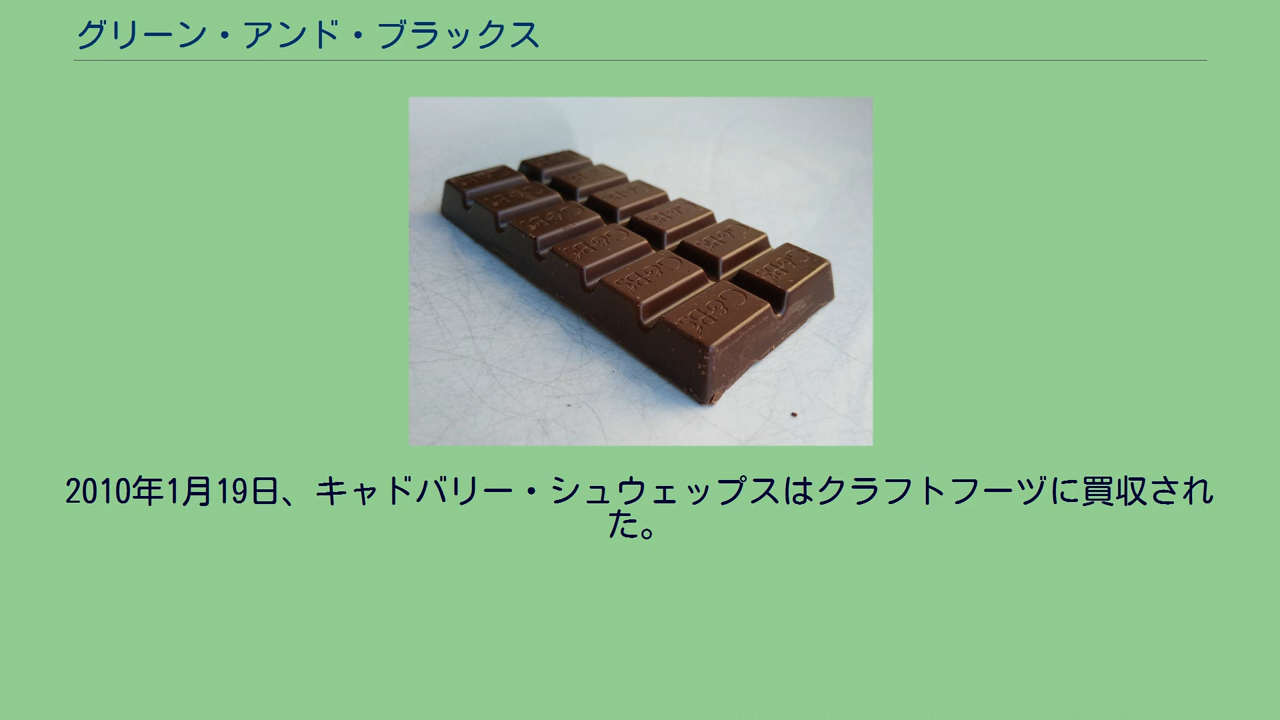 グリーン・アンド・ブラックス
2010年1月19日、キャドバリー・シュウェップスはクラフトフーヅに買収され
た。